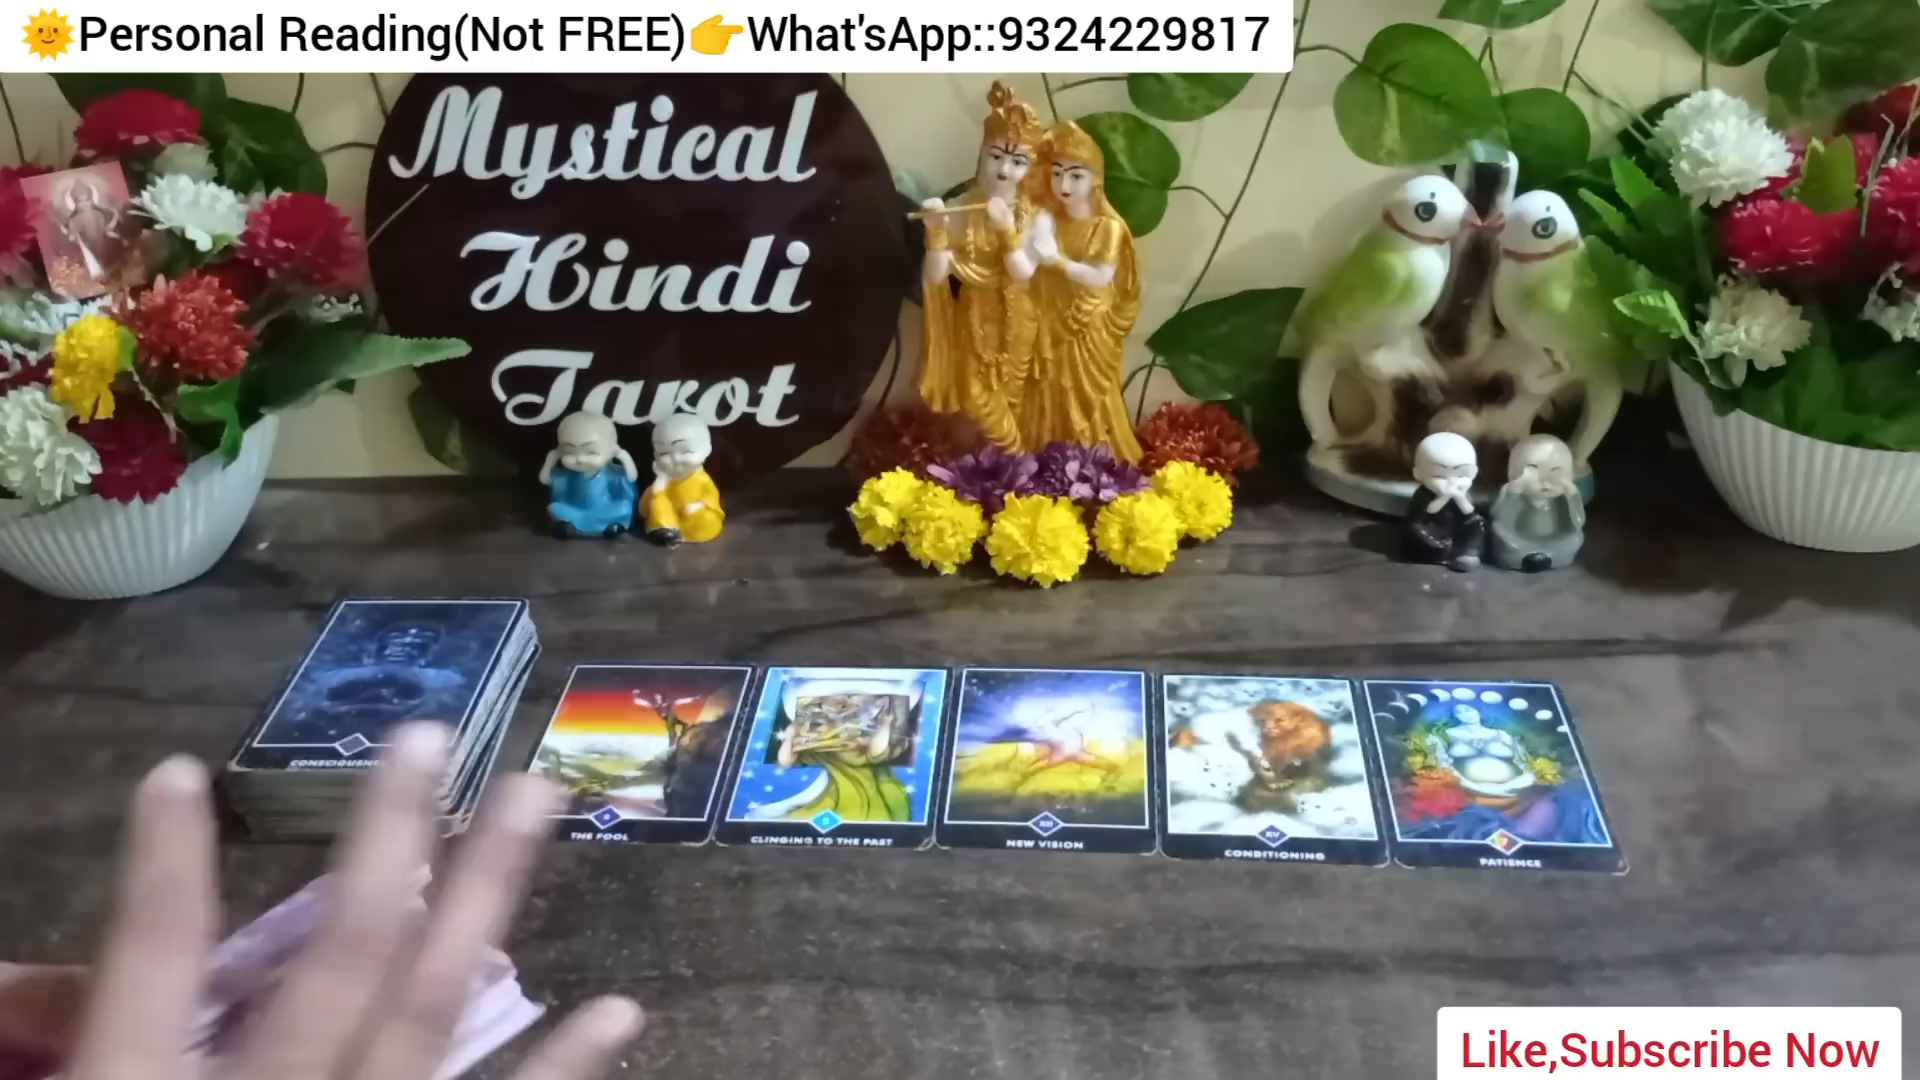 🌞Personal Reading(Not FREE)👉What'sApp::9324229817
Mystical
Hindi
Tarot
THE FOOL
CLINGING TO THE PAST
NEW VISION
XV
CONDITIONING
PATIENCE
Like,Subscribe Now